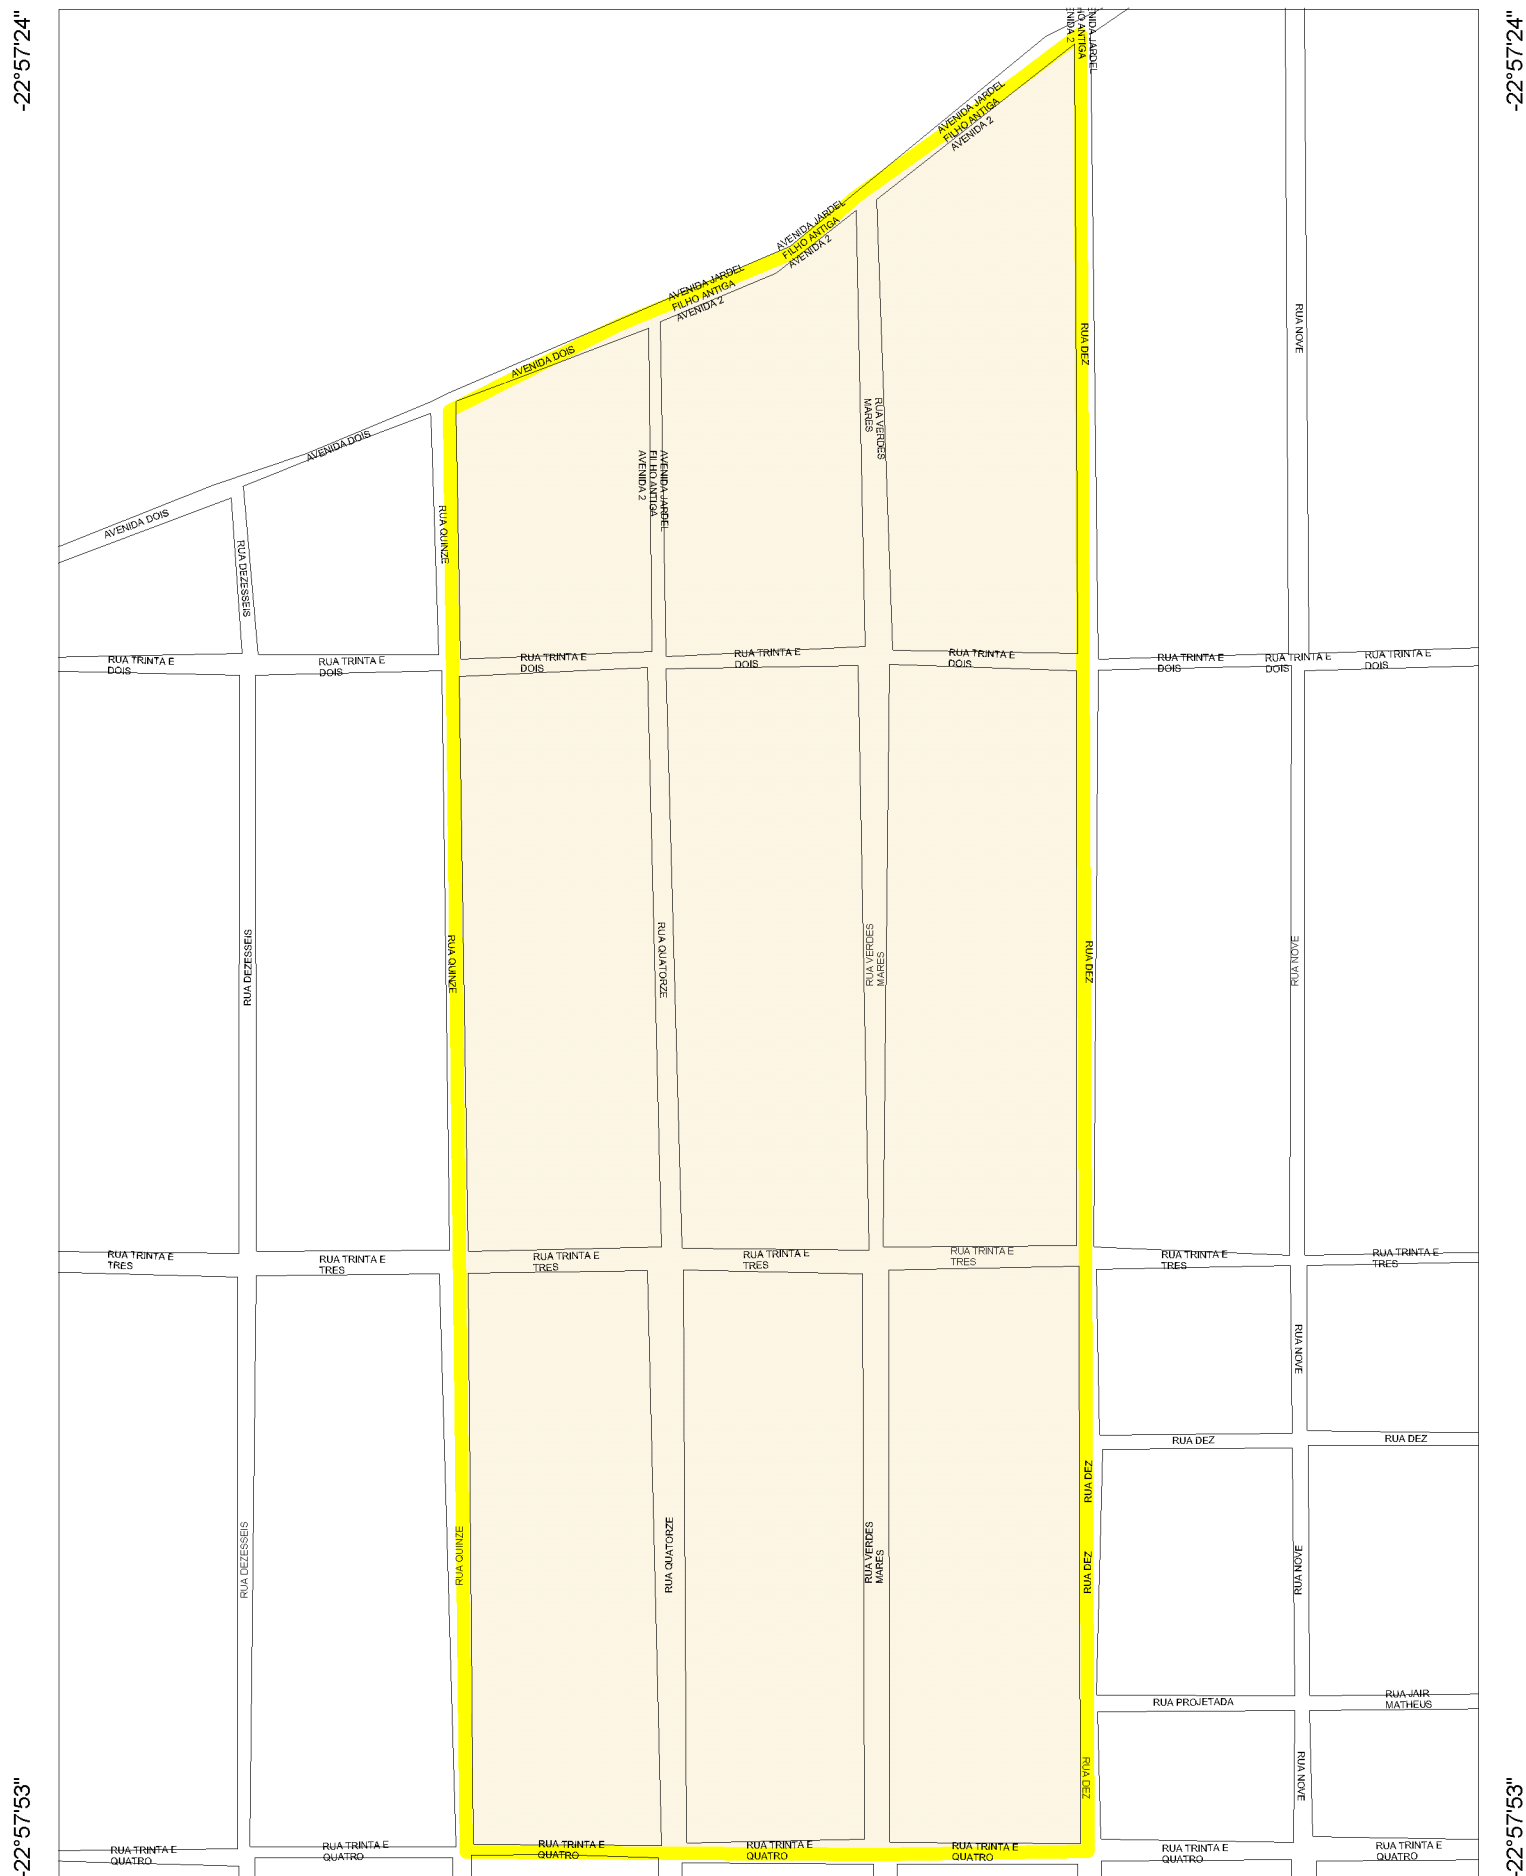 -22°57'24"
-22°57'24"
NIDA JARDEL
HO ANTIGA
NIDA 2
AVENIDA JARDEL
FILHO ANTIGA
AVENIDA 2
AVENIDA JARDEL
FILHO ANTIGA
AVENIDA 2
AVENIDA JARDEL
FILHO ANTIGA
AVENIDA 2
RUA DEZ
RUA NOVE
AVENIDA DOIS
AVENIDA DOIS
AVENIDA DOIS
RUA VERDES
MARES
AVENIDA JARDEL
FILHO ANTIGA
AVENIDA 2
RUA QUINZE
RUA DEZESSEIS
RUA TRINTA E
DOIS
RUA TRINTA E
DOIS
RUA TRINTA E
DOIS
RUA TRINTA E
DOIS
RUA TRINTA E
DOIS
RUA TRINTA E
DOIS
RUA TRINTA E
DOIS
RUA TRINTA E
DOIS
RUA DEZESSEIS
RUA QUINZE
RUA QUATORZE
RUA VERDES
MARES
RUA DEZ
RUA NOVE
RUA TRINTA E
TRES
RUA TRINTA E
TRES
RUA TRINTA E
TRES
RUA TRINTA E
TRES
RUA TRINTA E
TRES
RUA TRINTA E
TRES
RUA TRINTA E
TRES
RUA NOVE
RUA DEZ
RUA DEZ
RUA DEZ
RUA DEZESSEIS
RUA QUINZE
RUA QUATORZE
RUA VERDES
MARES
RUA DEZ
RUA NOVE
RUA PROJETADA
RUA JAIR
MATHEUS
RUA DEZ
RUA NOVE
RUA TRINTA E
QUATRO
RUA TRINTA E
QUATRO
RUA TRINTA E
QUATRO
RUA TRINTA E
QUATRO
RUA TRINTA E
QUATRO
RUA TRINTA E
QUATRO
RUA TRINTA E
QUATRO
-22°57'53"
-22°57'53"